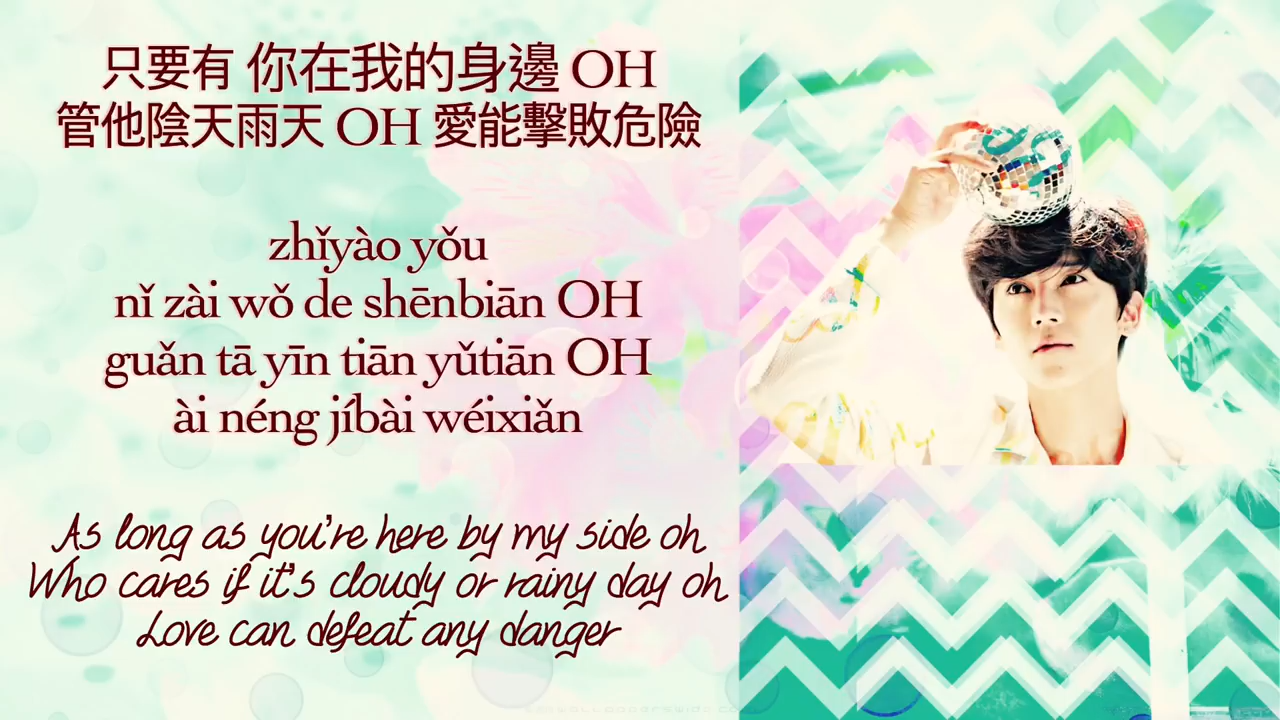 只要有 你在我的身邊 OH
管他陰天雨天 OH 愛能擊敗危險
zhǐyào yǒu
nǐ zài wǒ de shēnbiān OH
guǎn tā yīn tiān yǔtiān OH
ài néng jíbài wéixiǎn
As long as you're here by my side oh
Who cares if it's cloudy or rainy day oh
Love can defeat any danger